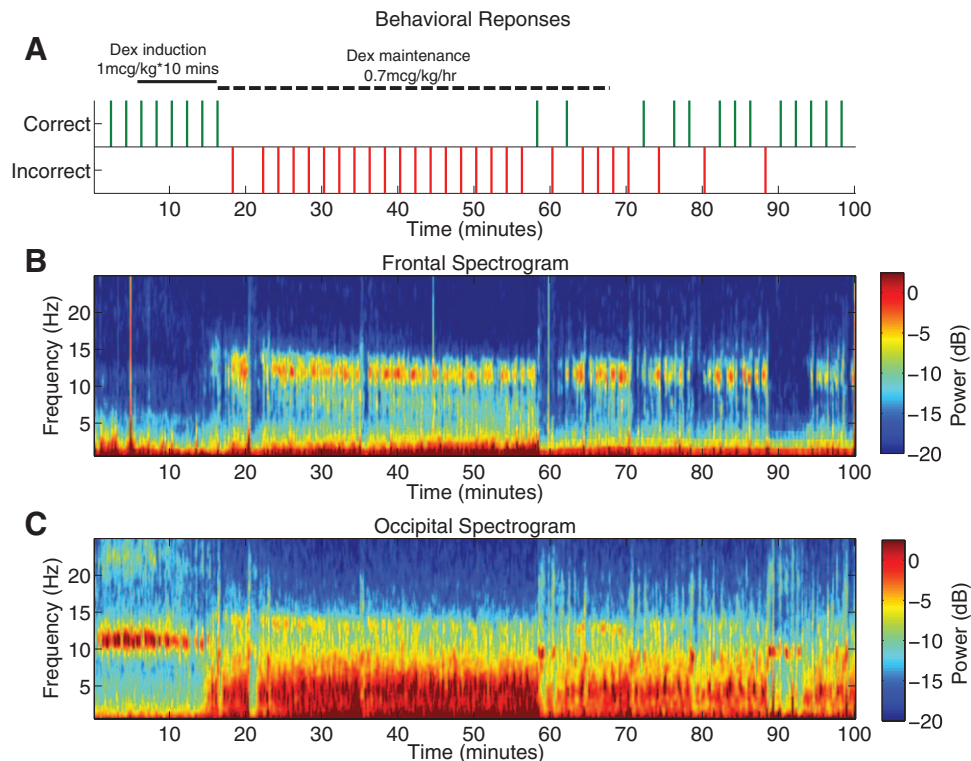 Behavioral Reponses
A
Dex induction
1mcg/kg*10 mins
Dex maintenance
0.7mcg/kg/hr
Correct
Incorrect
10 20 30 40 50 60 70 80 90 100
Time (minutes)
B
Frontal Spectrogram
Frequency (Hz)
20
15
10
5
10 20 30 40 50 60 70 80 90 100
Time (minutes)
0
−5
−10
−15
−20
Power (dB)
C
Occipital Spectrogram
Frequency (Hz)
20
15
10
5
10 20 30 40 50 60 70 80 90 100
Time (minutes)
0
−5
−10
−15
−20
Power (dB)